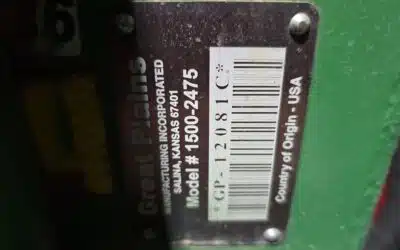 Great Plains
MANUFACTURING INCORPORATED
SALINA, KANSAS 67401
Model # 1500-2475
*GP-12081C*
Country of Origin - USA